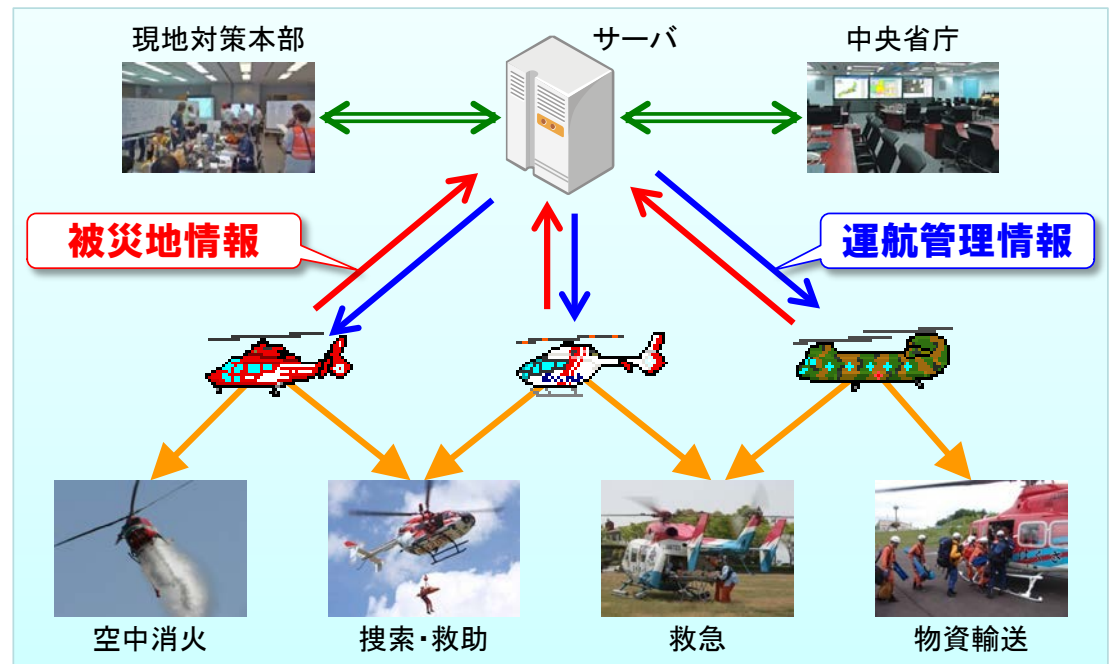 現地対策本部
サーバ
中央省庁
被災地情報
運航管理情報
空中消火
捜索・救助
救急
物資輸送